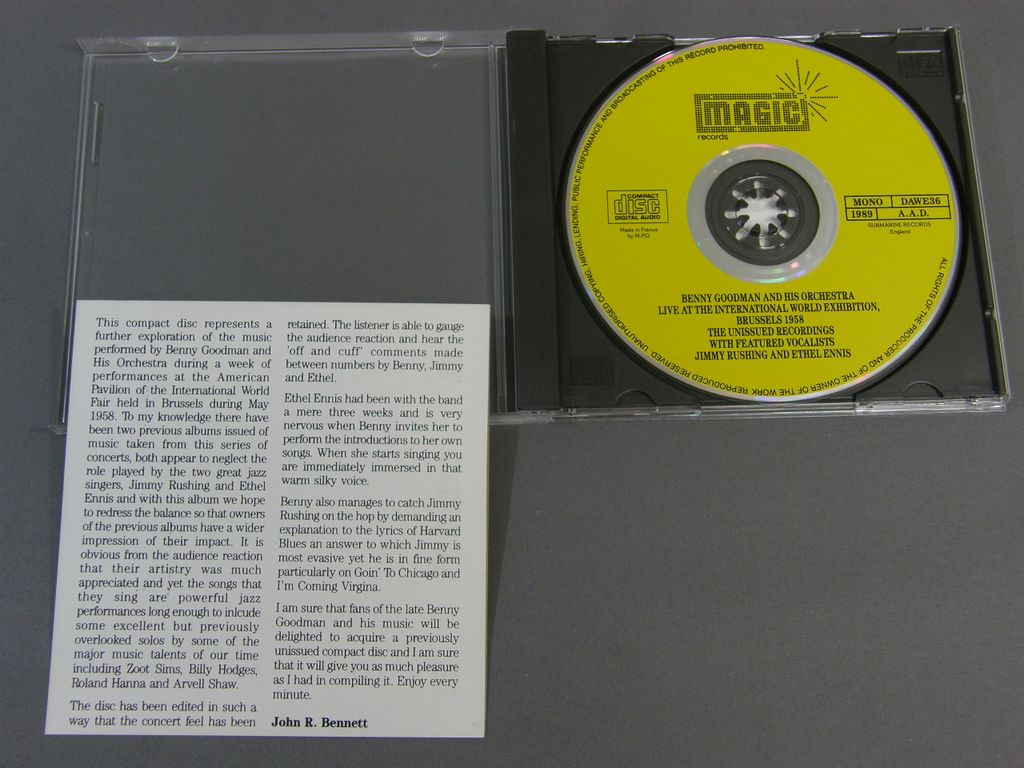 This compact disc represents a
further exploration of the music
performed by Benny Goodman and
His Orchestra during a week of
performances at the American
Pavilion of the International World
Fair held in Brussels during May
1958. To my knowledge there have
been two previous albums issued of
music taken from this series of
concerts, both appear to neglect the
role played by the two great jazz
singers, Jimmy Rushing and Ethel
Ennis and with this album we hope
to redress the balance so that owners
of the previous albums have a wider
impression of their impact. It is
obvious from the audience reaction
that their artistry was much
appreciated and yet the songs that
they sing are powerful jazz
performances long enough to inlcude
some excellent but previously
overlooked solos by some of the
major music talents of our time
including Zoot Sims, Billy Hodges,
Roland Hanna and Arvell Shaw.
The disc has been edited in such a
way that the concert feel has been
retained. The listener is able to gauge
the audience reaction and hear the
'off and cuff' comments made
between numbers by Benny, Jimmy
and Ethel.
Ethel Ennis had been with the band
a mere three weeks and is very
nervous when Benny invites her to
perform the introductions to her own
songs. When she starts singing you
are immediately immersed in that
warm silky voice.
Benny also manages to catch Jimmy
Rushing on the hop by demanding an
explanation to the lyrics of Harvard
Blues an answer to which Jimmy is
most evasive yet he is in fine form
particularly on Goin' To Chicago and
I'm Coming Virgina.
I am sure that fans of the late Benny
Goodman and his music will be
delighted to acquire a previously
unissued compact disc and I am sure
that it will give you as much pleasure
as I had in compiling it. Enjoy every
minute.
John R. Bennett
MAGIC
records
COMPACT
disc
DIGITAL AUDIO
Made in France
by M.P.O.
MONO DAWE36
1989 A.A.D.
SUBMARINE RECORDS
England
BENNY GOODMAN AND HIS ORCHESTRA
LIVE AT THE INTERNATIONAL WORLD EXHIBITION,
BRUSSELS 1958
THE UNISSUED RECORDINGS
WITH FEATURED VOCALISTS
JIMMY RUSHING AND ETHEL ENNIS
ALL RIGHTS OF THE PRODUCER AND OF THE OWNER OF THE WORK REPRODUCED RESERVED. UNAUTHORISED COPYING, HIRING, LENDING, PUBLIC PERFORMANCE AND BROADCASTING OF THIS RECORD PROHIBITED.